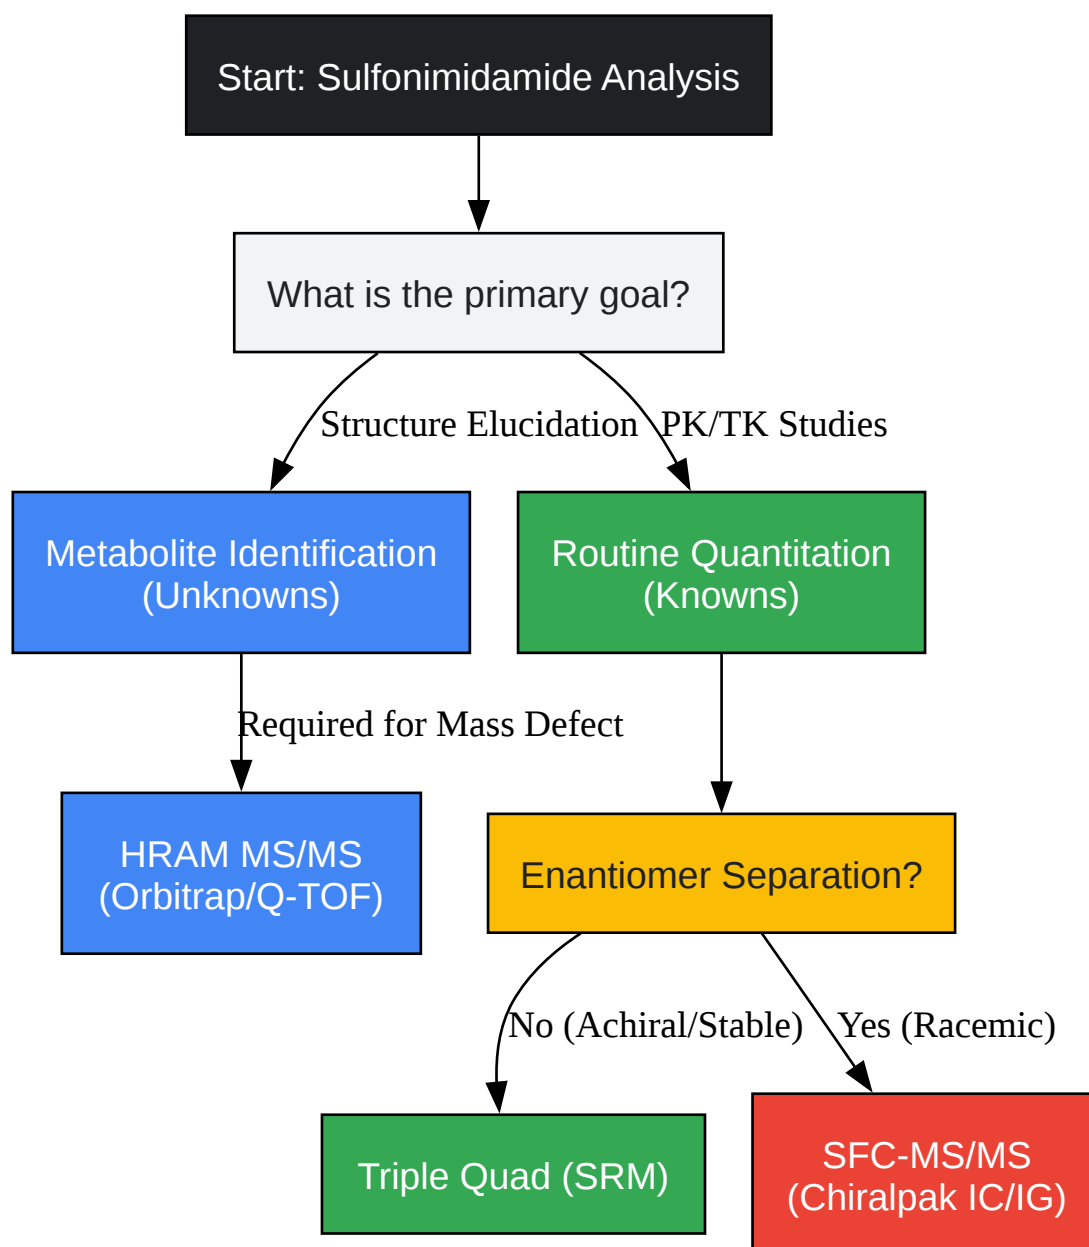 Start: Sulfonimidamide Analysis
What is the primary goal?
Structure Elucidation
PK/TK Studies
Metabolite Identification
(Unknowns)
Routine Quantitation
(Knowns)
Required for Mass Defect
HRAM MS/MS
(Orbitrap/Q-TOF)
Enantiomer Separation?
No (Achiral/Stable)
Yes (Racemic)
Triple Quad (SRM)
SFC-MS/MS
(Chiralpak IC/IG)